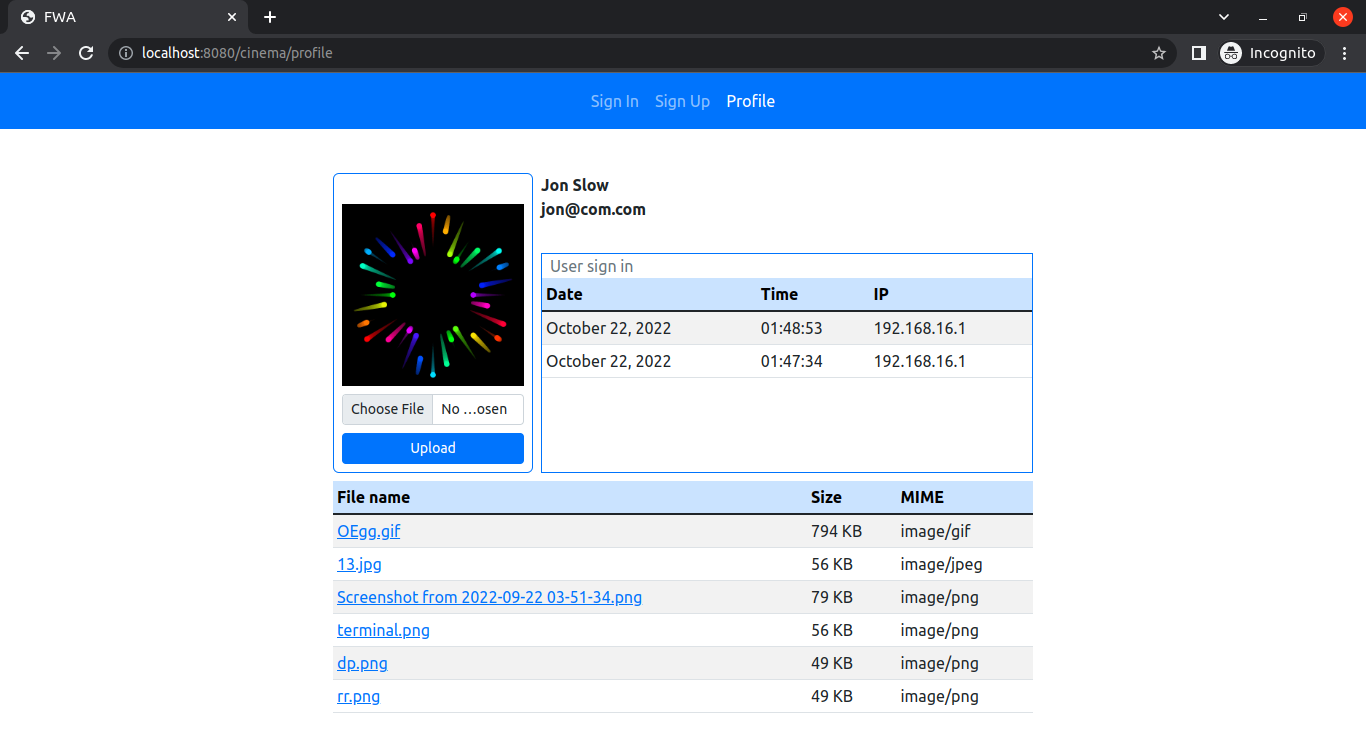 FWA
localhost:8080/cinema/profile
Incognito
Sign In Sign Up Profile
Jon Slow
jon@com.com
Choose File No ...osen
Upload
User sign in
Date Time IP
October 22, 2022 01:48:53 192.168.16.1
October 22, 2022 01:47:34 192.168.16.1
File name Size MIME
OEgg.gif 794 KB image/gif
13.jpg 56 KB image/jpeg
Screenshot from 2022-09-22 03-51-34.png 79 KB image/png
terminal.png 56 KB image/png
dp.png 49 KB image/png
rr.png 49 KB image/png